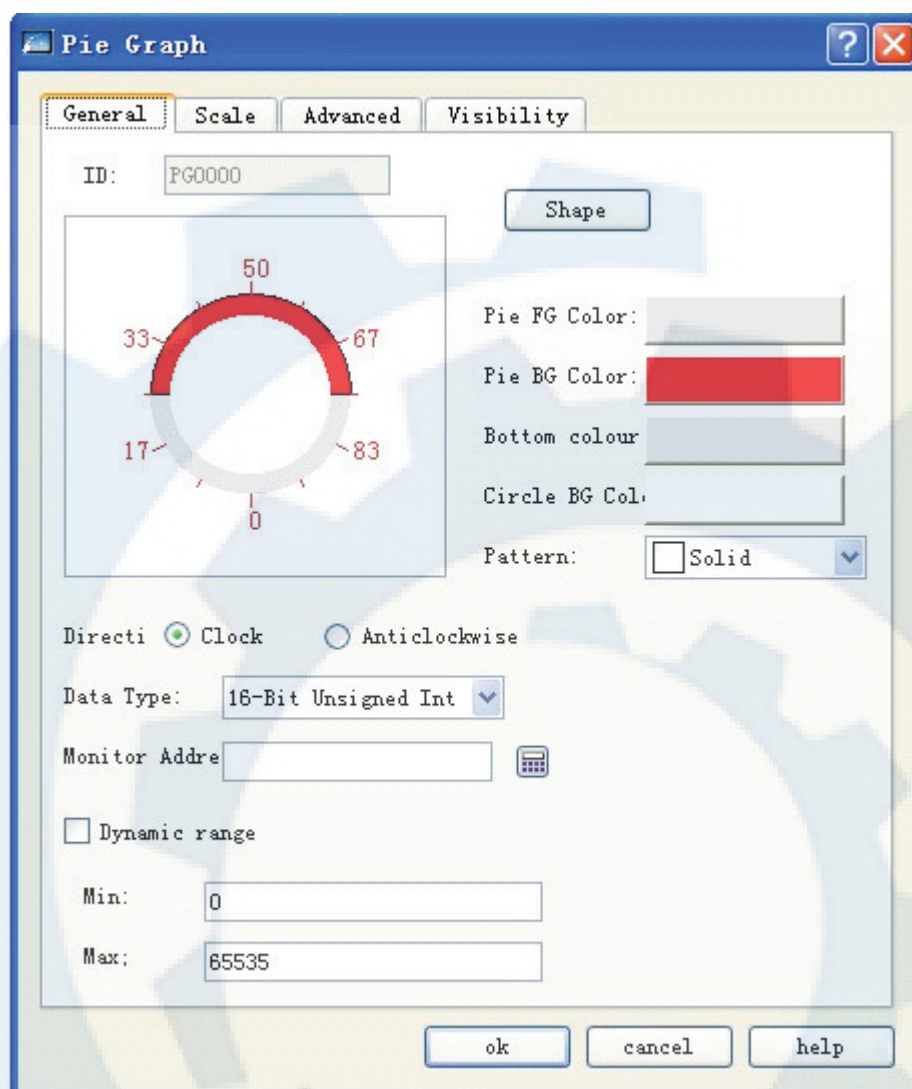 Pie Graph
General Scale Advanced Visibility
ID: PG0000
Shape
50
33 67
17 83
0
Pie FG Color:
Pie BG Color:
Bottom colour
Circle BG Col
Pattern: Solid
Directi Clock Anticlockwise
Data Type: 16-Bit Unsigned Int
Monitor Addre
Dynamic range
Min: 0
Max: 65535
ok cancel help